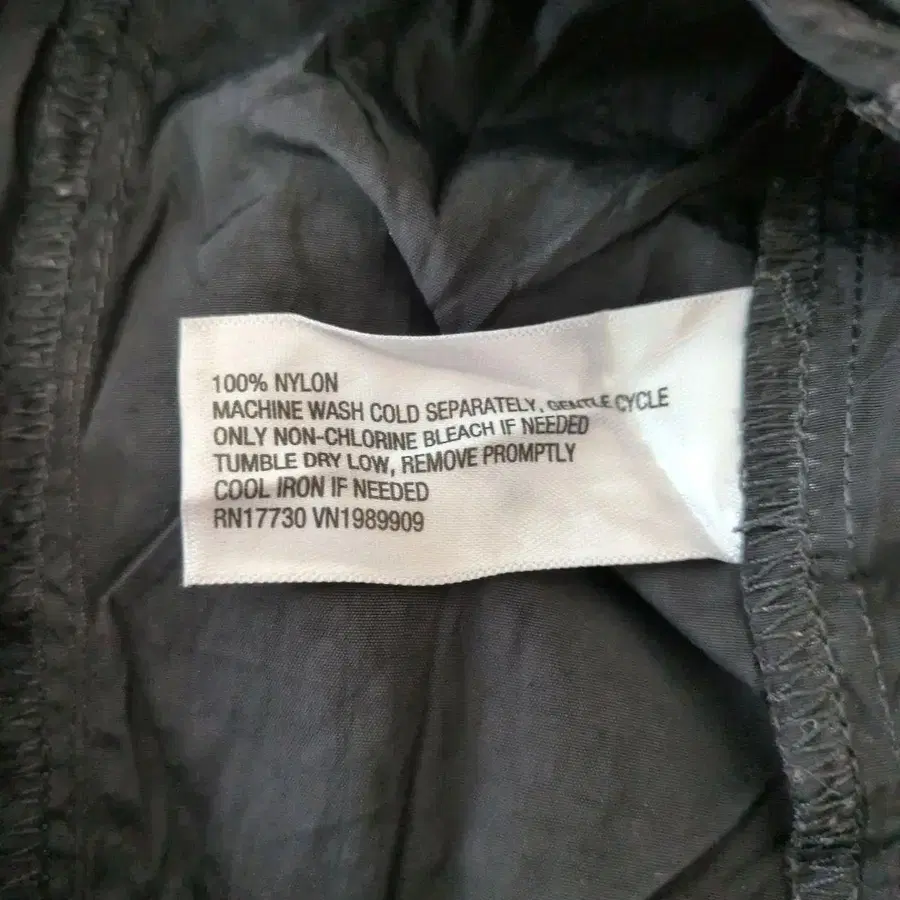 100% NYLON
MACHINE WASH COLD SEPARATELY, GENTLE CYCLE
ONLY NON-CHLORINE BLEACH IF NEEDED
TUMBLE DRY LOW, REMOVE PROMPTLY
COOL IRON IF NEEDED
RN17730 VN1989909